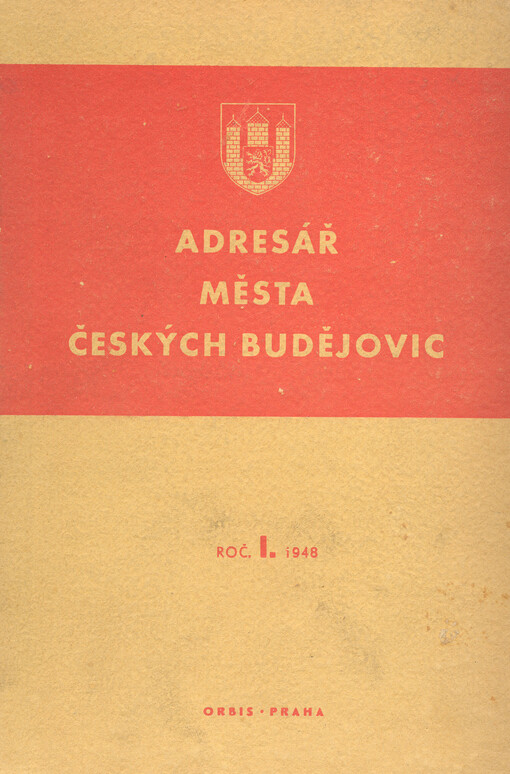 ADRESÁŘ
MĚSTA
ČESKÝCH BUDĚJOVIC
ROČ. I. 1948
ORBIS • PRAHA